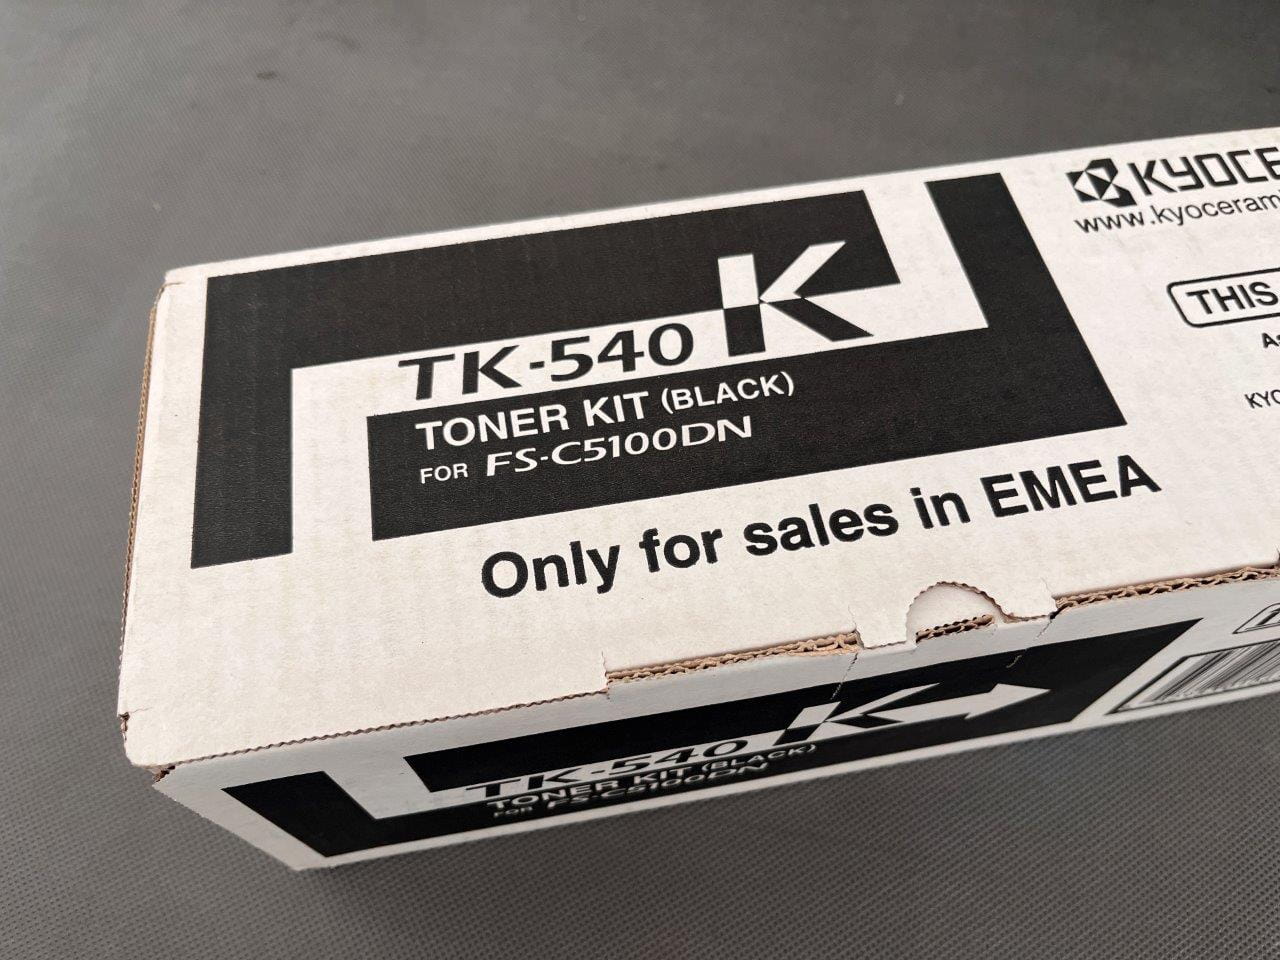 KYOCE
www.kyoceram
THIS
K
TK-540
TONER KIT (BLACK)
FOR FS-C5100DN
Only for sales in EMEA
K
TK-540
TONER KIT (BLACK)
FOR FS-C5100DN